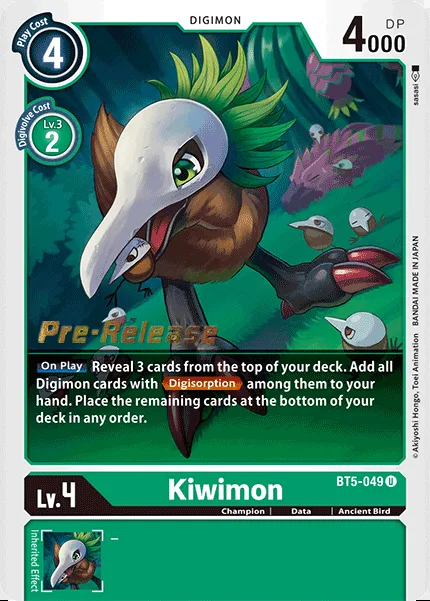 DIGIMON
Play Cost
4
DP
4000
Digivolve Cost
Lv.3
2
sasasi
© Akiyoshi Hongo, Toei Animation BANDAI MADE IN JAPAN
Pre-Release
On Play Reveal 3 cards from the top of your deck. Add all
Digimon cards with Digisorption among them to your
hand. Place the remaining cards at the bottom of your
deck in any order.
BT5-049 U
Lv.4
Kiwimon
Champion | Data | Ancient Bird
Inherited Effect
–